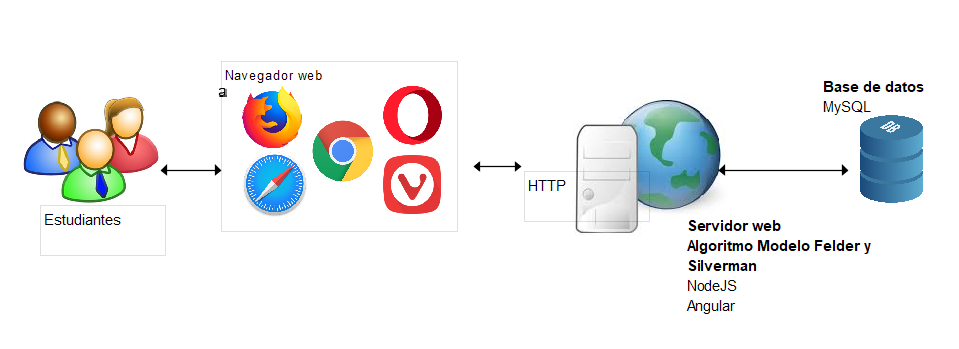 Navegador web
a
Estudiantes
HTTP
Base de datos
MySQL
DB
Servidor web
Algoritmo Modelo Felder y
Silverman
NodeJS
Angular